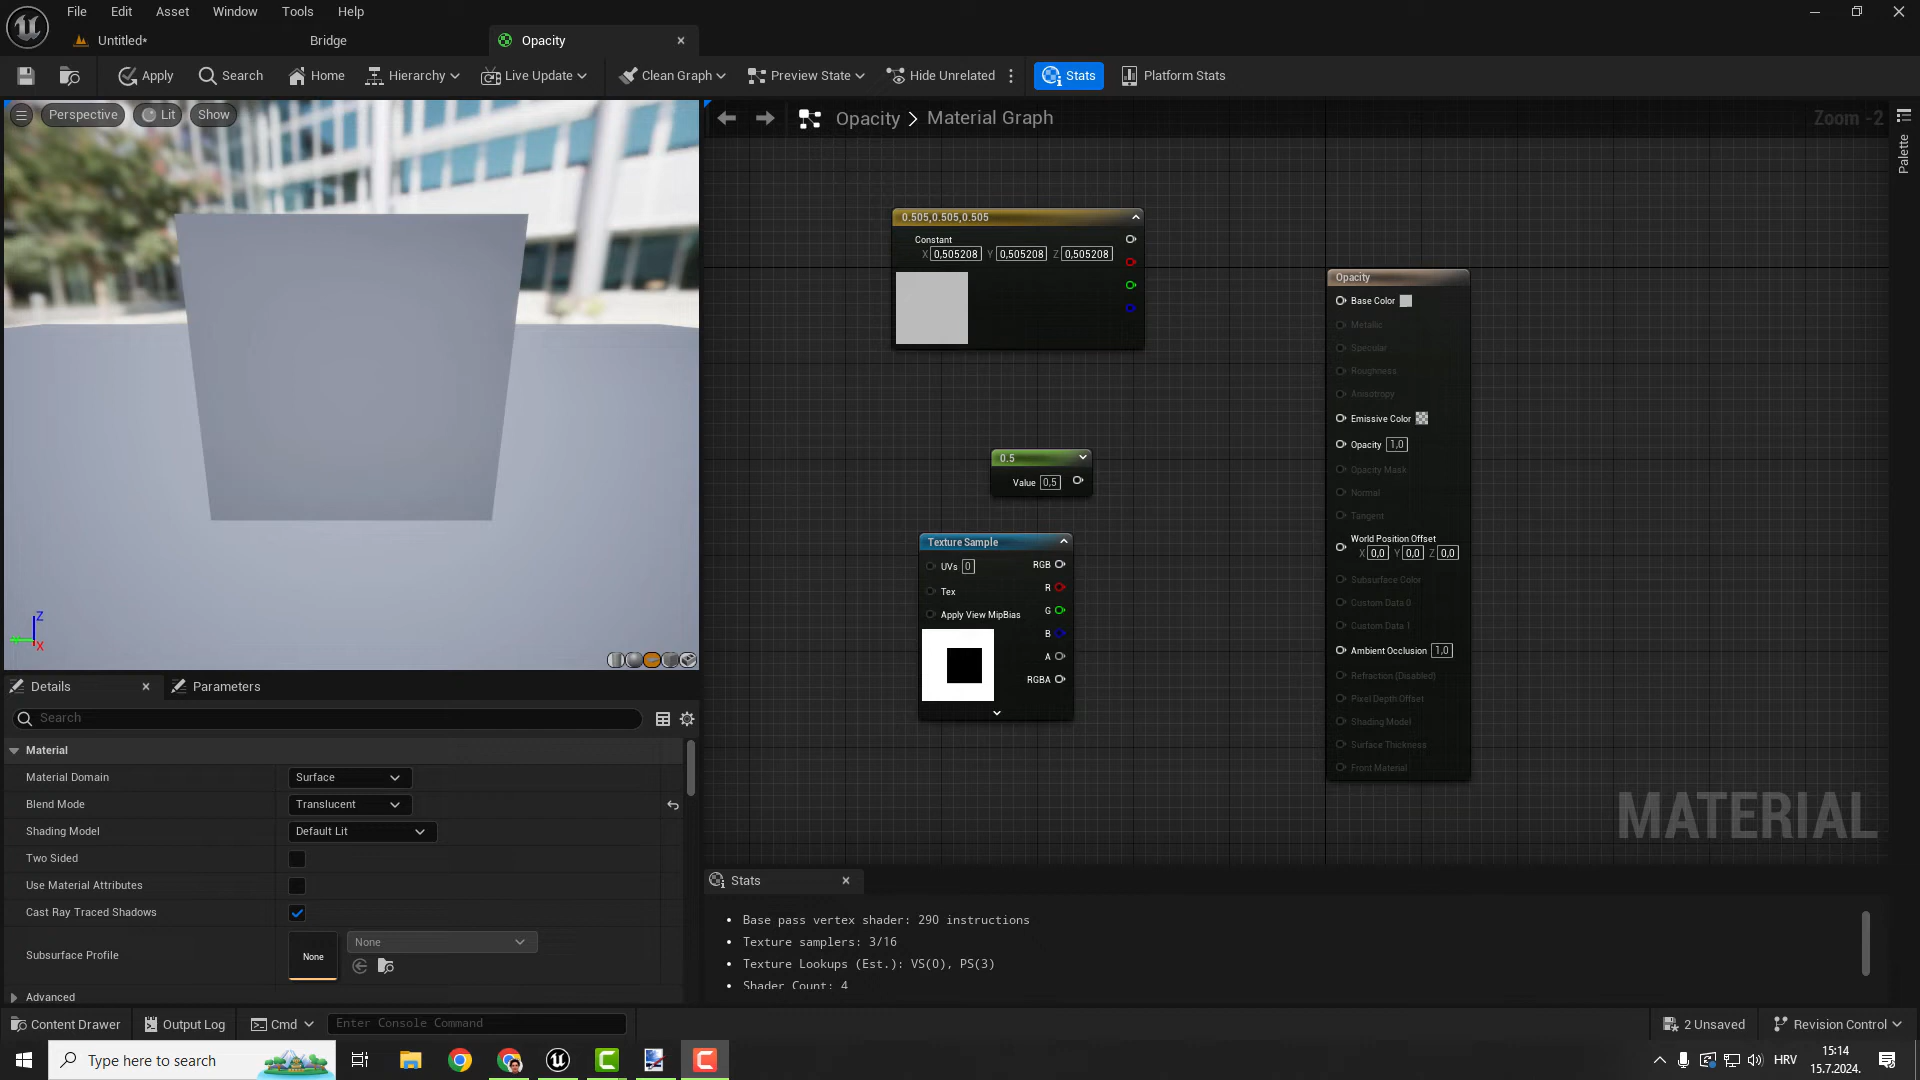 File Edit Asset Window Tools Help
Untitled* Bridge Opacity
Apply Search Home Hierarchy Live Update Clean Graph Preview State Hide Unrelated Stats Platform Stats
Perspective Lit Show
Opacity > Material Graph
Zoom -2
Palette
0.505,0.505,0.505
Constant
X 0,505208 Y 0,505208 Z 0,505208
0.5
Value 0,5
Texture Sample
UVs 0 RGB
R
Tex
G
Apply View MipBias
B
A
RGBA
Opacity
Base Color
Metallic
Specular
Roughness
Anisotropy
Emissive Color
Opacity 1,0
Opacity Mask
Normal
Tangent
World Position Offset
X 0,0 Y 0,0 Z 0,0
Subsurface Color
Custom Data 0
Custom Data 1
Ambient Occlusion 1,0
Refraction (Disabled)
Pixel Depth Offset
Shading Model
Surface Thickness
Front Material
MATERIAL
Z
X
Details Parameters
Search
Material
Material Domain Surface
Blend Mode Translucent
Shading Model Default Lit
Two Sided
Use Material Attributes
Cast Ray Traced Shadows
Subsurface Profile None None
Advanced
Stats
Base pass vertex shader: 290 instructions
Texture samplers: 3/16
Texture Lookups (Est.): VS(0), PS(3)
Shader Count: 4
Content Drawer Output Log Cmd Enter Console Command 2 Unsaved Revision Control
Type here to search HRV 15:14
15.7.2024.